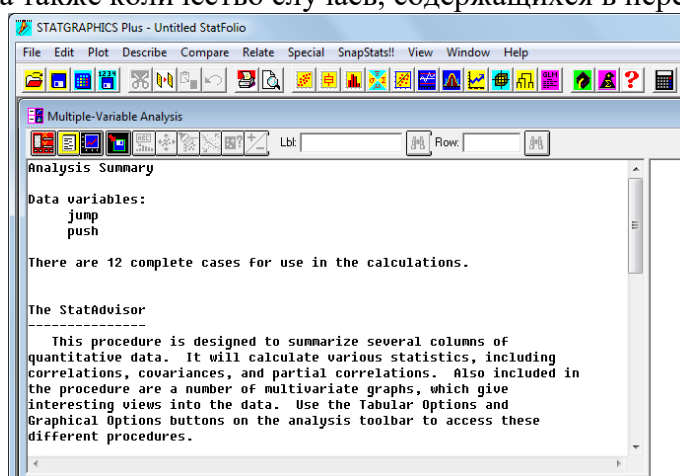 а также количество случаев, содержащихся в пере
STATGRAPHICS Plus - Untitled StatFolio
File Edit Plot Describe Compare Relate Special SnapStats!! View Window Help
Multiple-Variable Analysis
Lbl: Row:
Analysis Summary
Data variables:
jump
push
There are 12 complete cases for use in the calculations.
The StatAdvisor
---------------
This procedure is designed to summarize several columns of
quantitative data. It will calculate various statistics, including
correlations, covariances, and partial correlations. Also included in
the procedure are a number of multivariate graphs, which give
interesting views into the data. Use the Tabular Options and
Graphical Options buttons on the analysis toolbar to access these
different procedures.